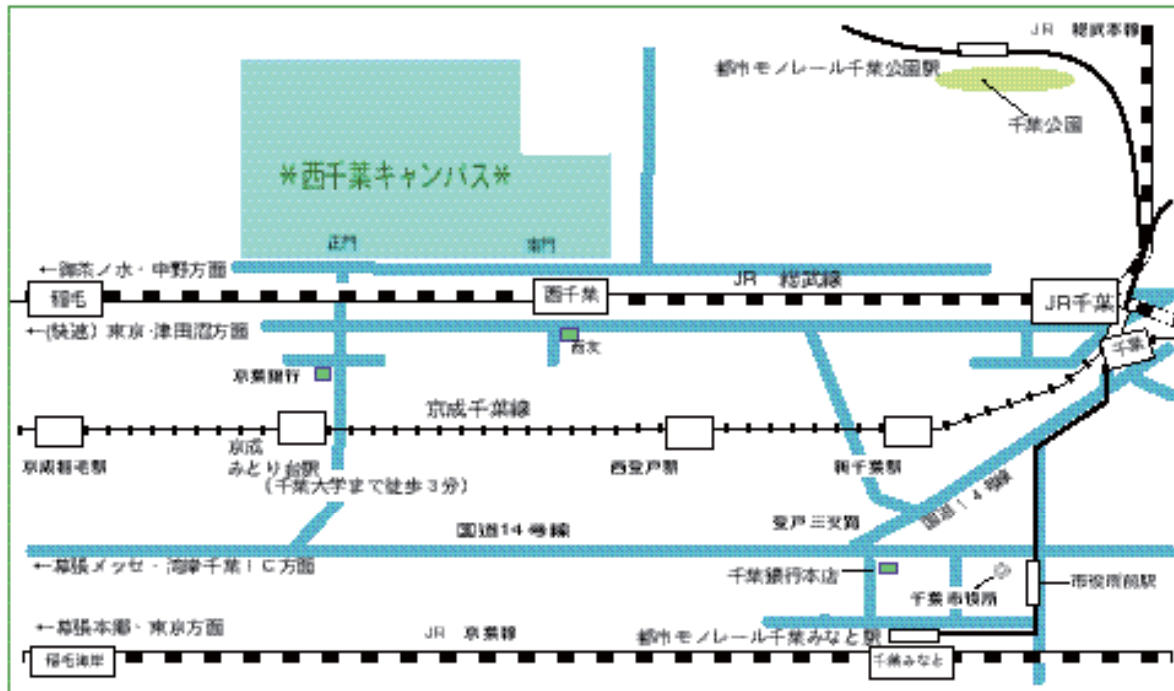 JR 総武本線
都市モノレール千葉公園駅
千葉公園
*西千葉キャンパス*
正門
南門
←御茶ノ水・中野方面
JR 総武線
稲毛
西千葉
JR千葉
←(快速)東京・津田沼方面
西友
千葉
京葉銀行
京成千葉線
京成稲毛駅
京成
みとり台駅
(千葉大学まで徒歩3分)
西登戸駅
新千葉駅
国道14号線
登戸三叉路
国道14号線
←幕張メッセ・湾岸千葉IC方面
千葉銀行本店
千葉市役所
市役所前駅
←幕張本郷・東京方面
JR 京葉線
都市モノレール千葉みなと駅
稲毛海岸
千葉みなと